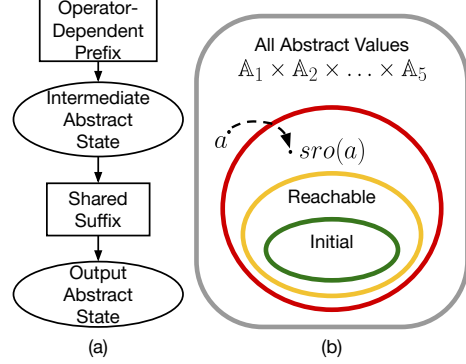 Operator-
Dependent
Prefix
Intermediate
Abstract
State
Shared
Suffix
Output
Abstract
State
(a)
All Abstract Values
𝔸₁ × 𝔸₂ × . . . × 𝔸₅
a
sro(a)
Reachable
Initial
(b)